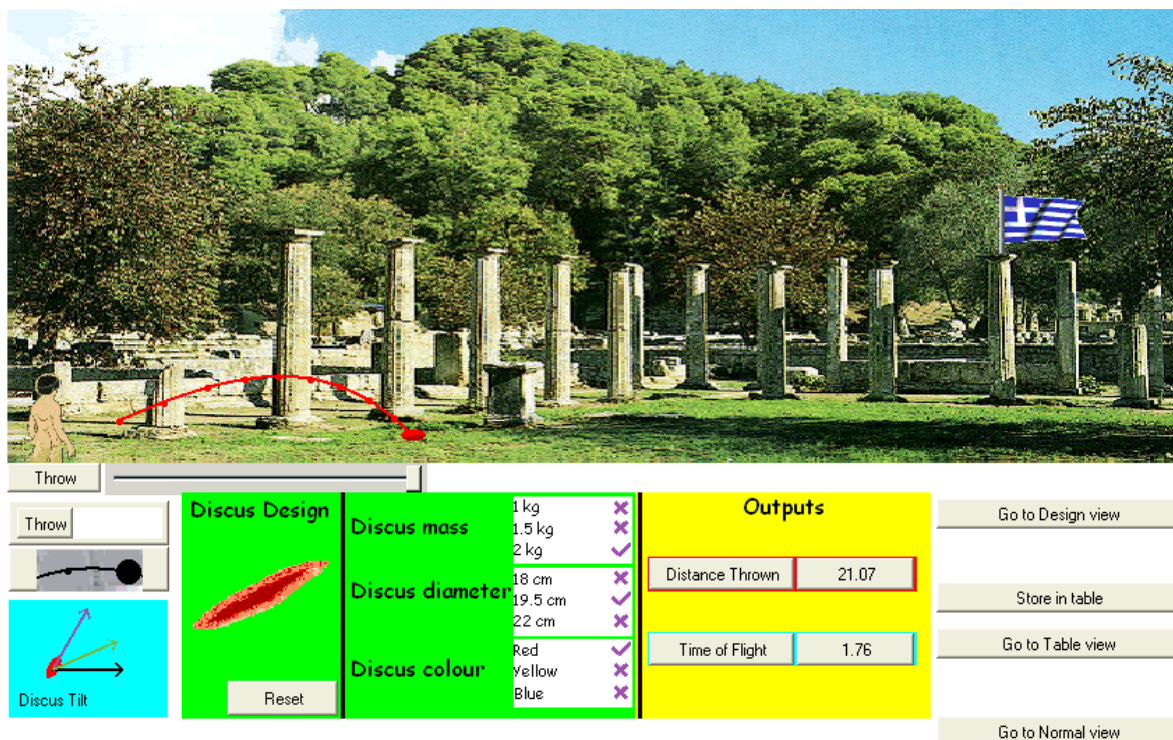 Throw
Throw
Discus Tilt
Discus Design
Reset
Discus mass
1 kg
1.5 kg
2 kg
Discus diameter
18 cm
19.5 cm
22 cm
Discus colour
Red
Yellow
Blue
Outputs
Distance Thrown 21.07
Time of Flight 1.76
Go to Design view
Store in table
Go to Table view
Go to Normal view